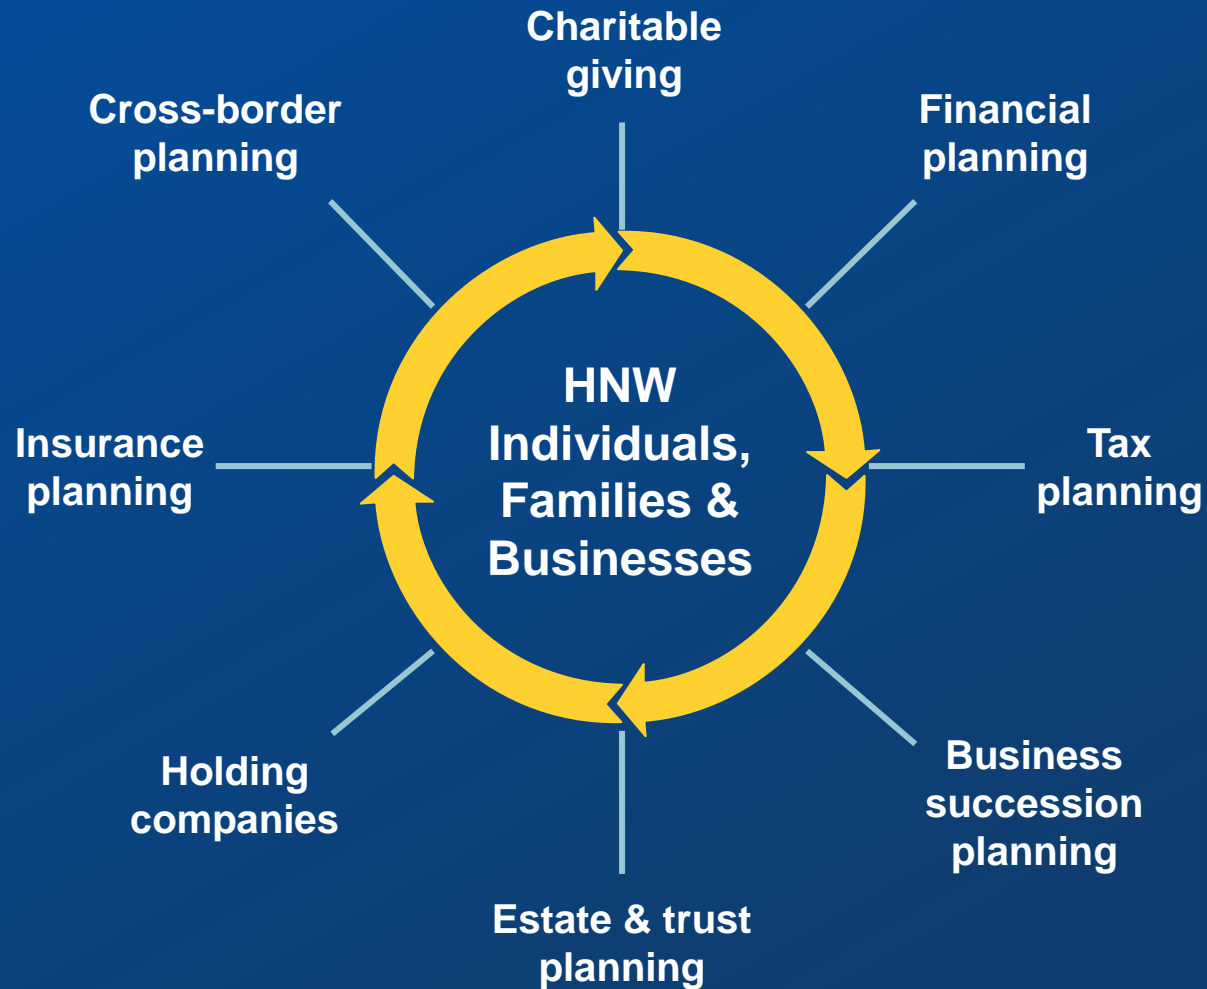 Charitable
giving
Financial
planning
Tax
planning
Business
succession
planning
Estate & trust
planning
Holding
companies
Insurance
planning
Cross-border
planning
HNW
Individuals,
Families &
Businesses